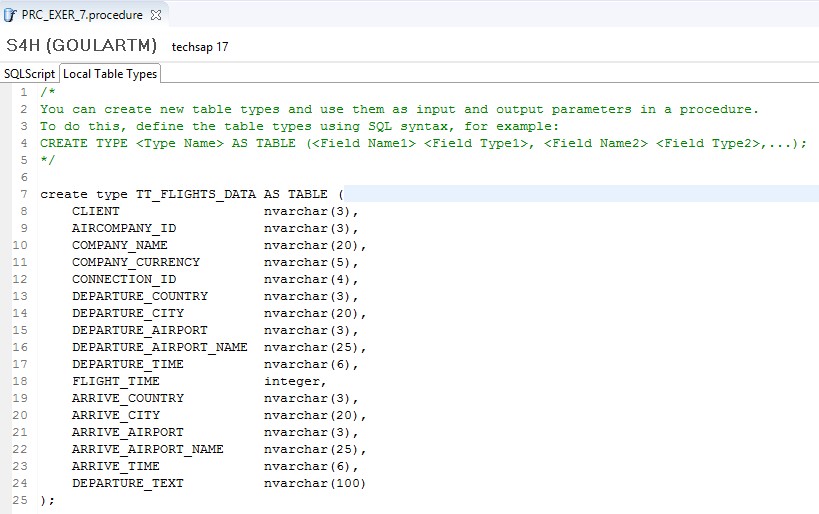 PRC_EXER_7.procedure
S4H (GOULARTM) techsap 17
SQLScript Local Table Types
1 /*
2 You can create new table types and use them as input and output parameters in a procedure.
3 To do this, define the table types using SQL syntax, for example:
4 CREATE TYPE <Type Name> AS TABLE (<Field Name1> <Field Type1>, <Field Name2> <Field Type2>,...);
5 */
6
7 create type TT_FLIGHTS_DATA AS TABLE (
8 CLIENT nvarchar(3),
9 AIRCOMPANY_ID nvarchar(3),
10 COMPANY_NAME nvarchar(20),
11 COMPANY_CURRENCY nvarchar(5),
12 CONNECTION_ID nvarchar(4),
13 DEPARTURE_COUNTRY nvarchar(3),
14 DEPARTURE_CITY nvarchar(20),
15 DEPARTURE_AIRPORT nvarchar(3),
16 DEPARTURE_AIRPORT_NAME nvarchar(25),
17 DEPARTURE_TIME nvarchar(6),
18 FLIGHT_TIME integer,
19 ARRIVE_COUNTRY nvarchar(3),
20 ARRIVE_CITY nvarchar(20),
21 ARRIVE_AIRPORT nvarchar(3),
22 ARRIVE_AIRPORT_NAME nvarchar(25),
23 ARRIVE_TIME nvarchar(6),
24 DEPARTURE_TEXT nvarchar(100)
25 );